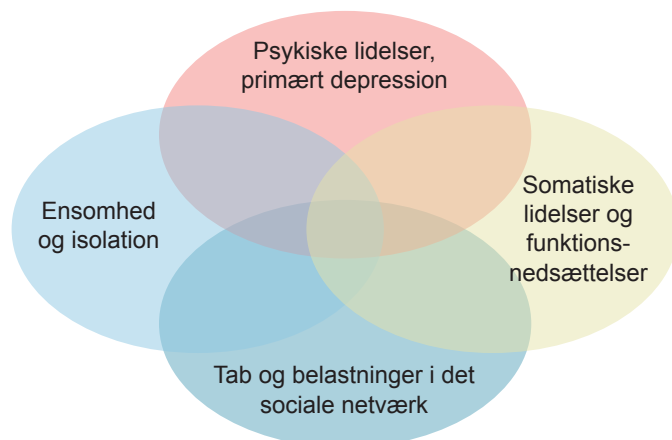 Psykiske lidelser,
primært depression
Ensomhed
og isolation
Somatiske
lidelser og
funktions-
nedsættelser
Tab og belastninger i det
sociale netværk